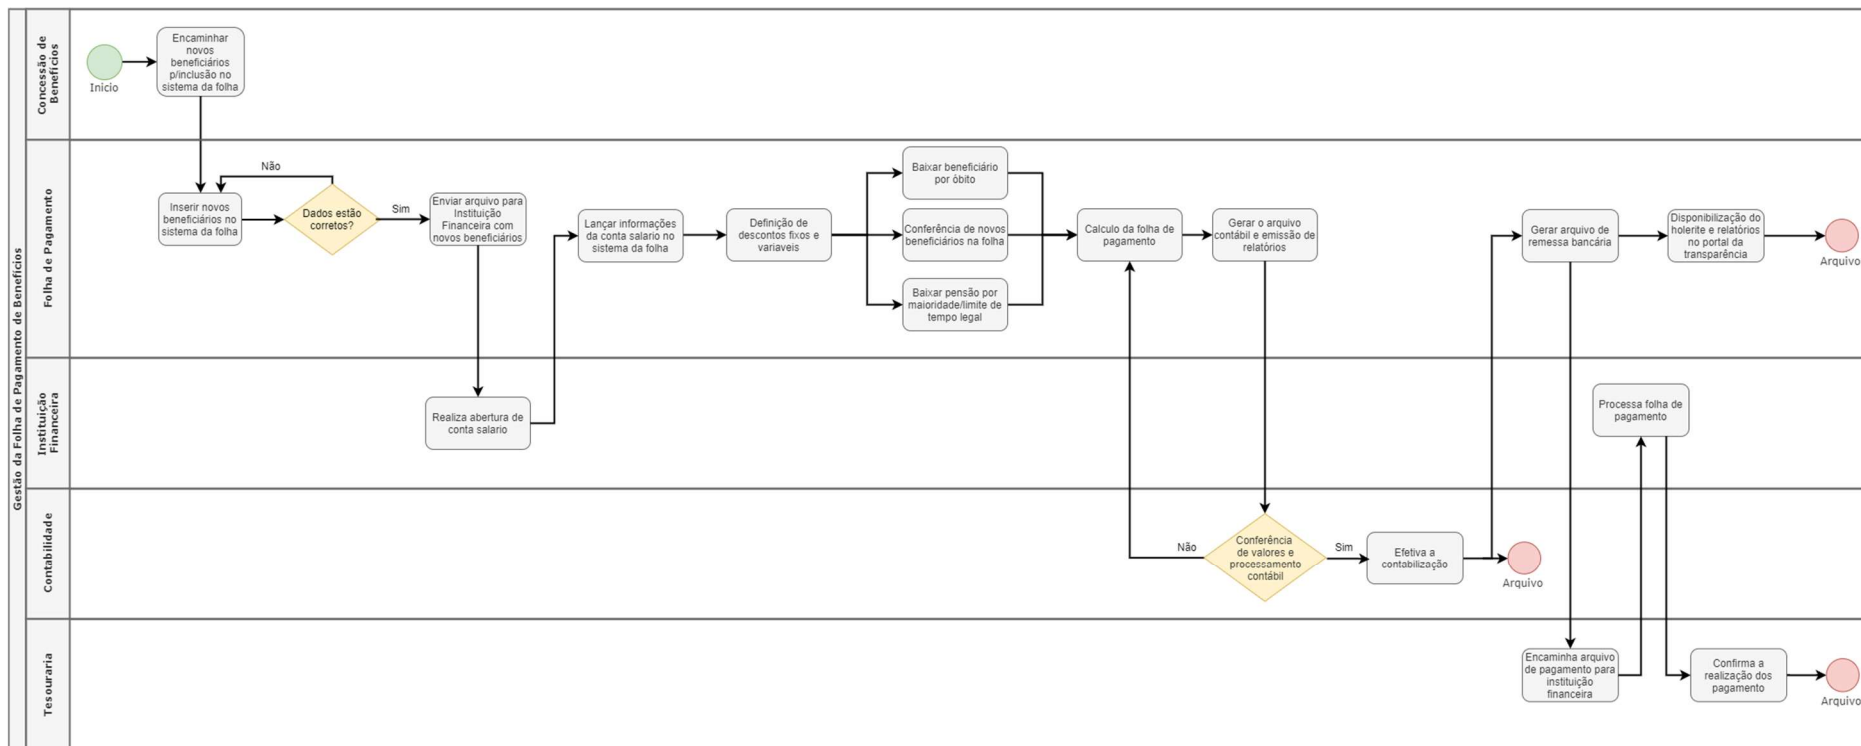 Gestão da Folha de Pagamento de Benefícios
Concessão de
Benefícios
Inicio
Encaminhar
novos
beneficiários
p/inclusão no
sistema da folha
Folha de Pagamento
Inserir novos
beneficiários no
sistema da folha
Não
Dados estão
corretos?
Sim
Enviar arquivo para
Instituição
Financeira com
novos beneficiários
Lançar informações
da conta salario no
sistema da folha
Definição de
descontos fixos e
variaveis
Baixar beneficiário
por óbito
Conferência de novos
beneficiários na folha
Baixar pensão por
maioridade/limite de
tempo legal
Calculo da folha de
pagamento
Gerar o arquivo
contábil e emissão de
relatórios
Gerar arquivo de
remessa bancária
Disponibilização do
holerite e relatórios
no portal da
transparência
Arquivo
Instituição
Financeira
Realiza abertura de
conta salario
Processa folha de
pagamento
Contabilidade
Não
Conferência
de valores e
processamento
contábil
Sim
Efetiva a
contabilização
Arquivo
Tesouraria
Encaminha arquivo
de pagamento para
instituição
financeira
Confirma a
realização dos
pagamento
Arquivo